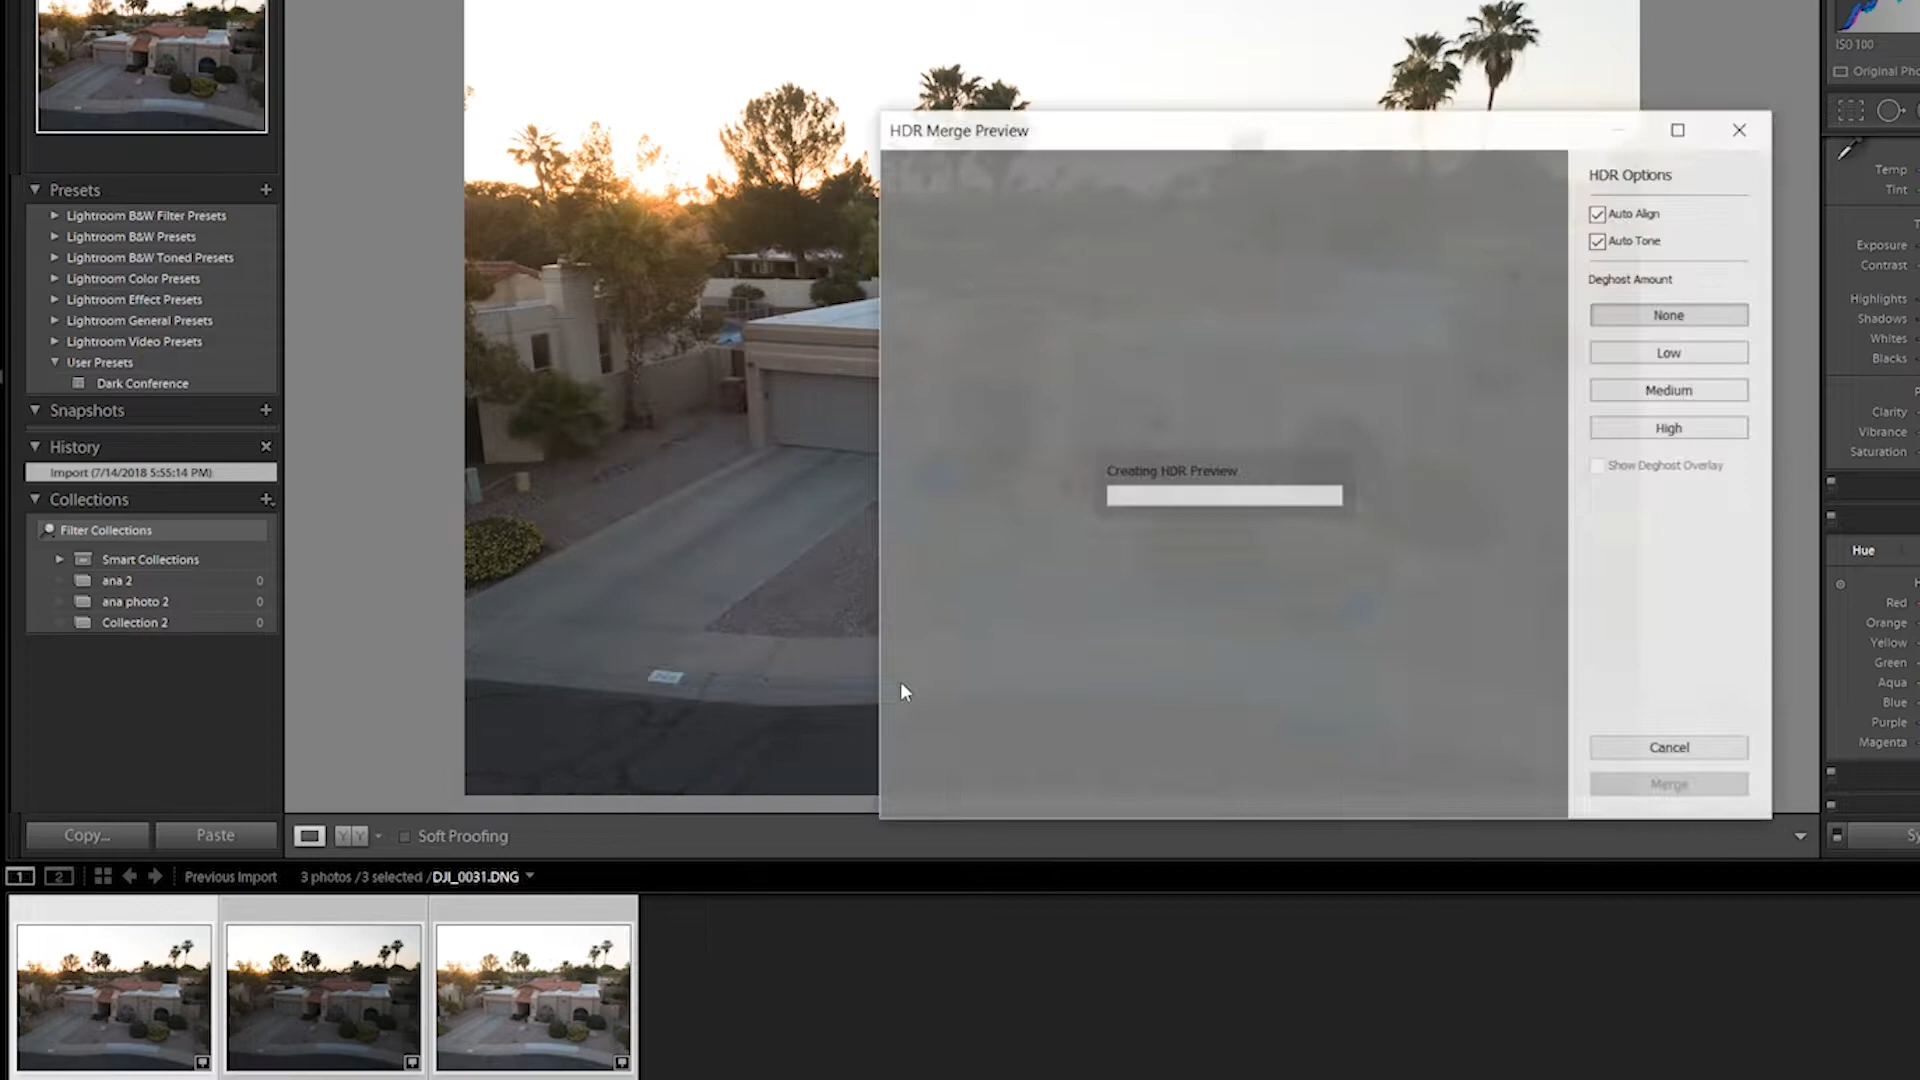 Presets +
Lightroom B&W Filter Presets
Lightroom B&W Presets
Lightroom B&W Toned Presets
Lightroom Color Presets
Lightroom Effect Presets
Lightroom General Presets
Lightroom Video Presets
User Presets
Dark Conference
Snapshots +
History
Import (7/14/2018 5:55:14 PM)
Collections +
Filter Collections
Smart Collections
ana 2 0
ana photo 2 0
Collection 2 0
Copy... Paste
Soft Proofing
HDR Merge Preview
Creating HDR Preview
HDR Options
Auto Align
Auto Tone
Deghost Amount
None
Low
Medium
High
Show Deghost Overlay
Cancel
Merge
ISO 100
Original Pho
Temp
Tint
Exposure
Contrast
Highlights
Shadows
Whites
Blacks
Clarity
Vibrance
Saturation
Hue
Red
Orange
Yellow
Green
Aqua
Blue
Purple
Magenta
Sy
1 2 Previous Import 3 photos /3 selected /DJI_0031.DNG